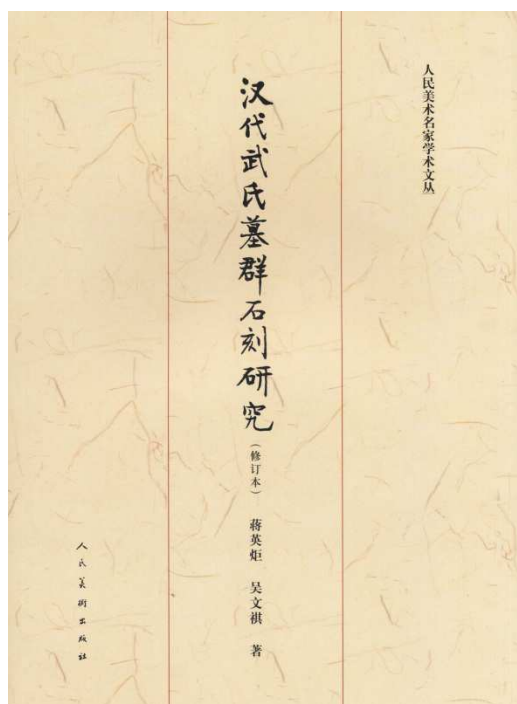 人民美术名家学术文丛
汉代武氏墓群石刻研究
(修订本)
蒋英炬 吴文祺 著
人民美術出版社